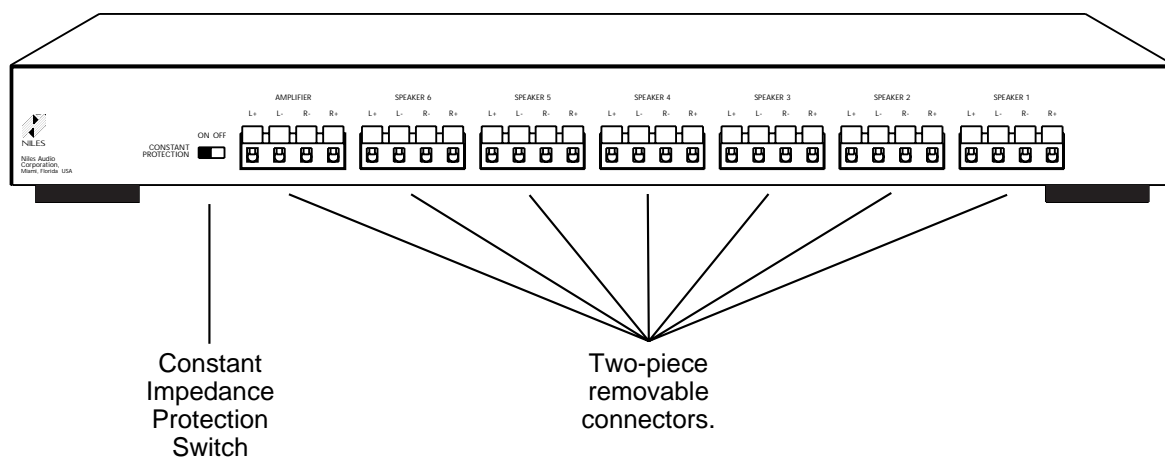 AMPLIFIER SPEAKER 6 SPEAKER 5 SPEAKER 4 SPEAKER 3 SPEAKER 2 SPEAKER 1
L+ L- R- R+ L+ L- R- R+ L+ L- R- R+ L+ L- R- R+ L+ L- R- R+ L+ L- R- R+ L+ L- R- R+
NILES
Niles Audio
Corporation,
Miami, Florida USA
ON OFF
CONSTANT
PROTECTION
Constant
Impedance
Protection
Switch
Two-piece
removable
connectors.